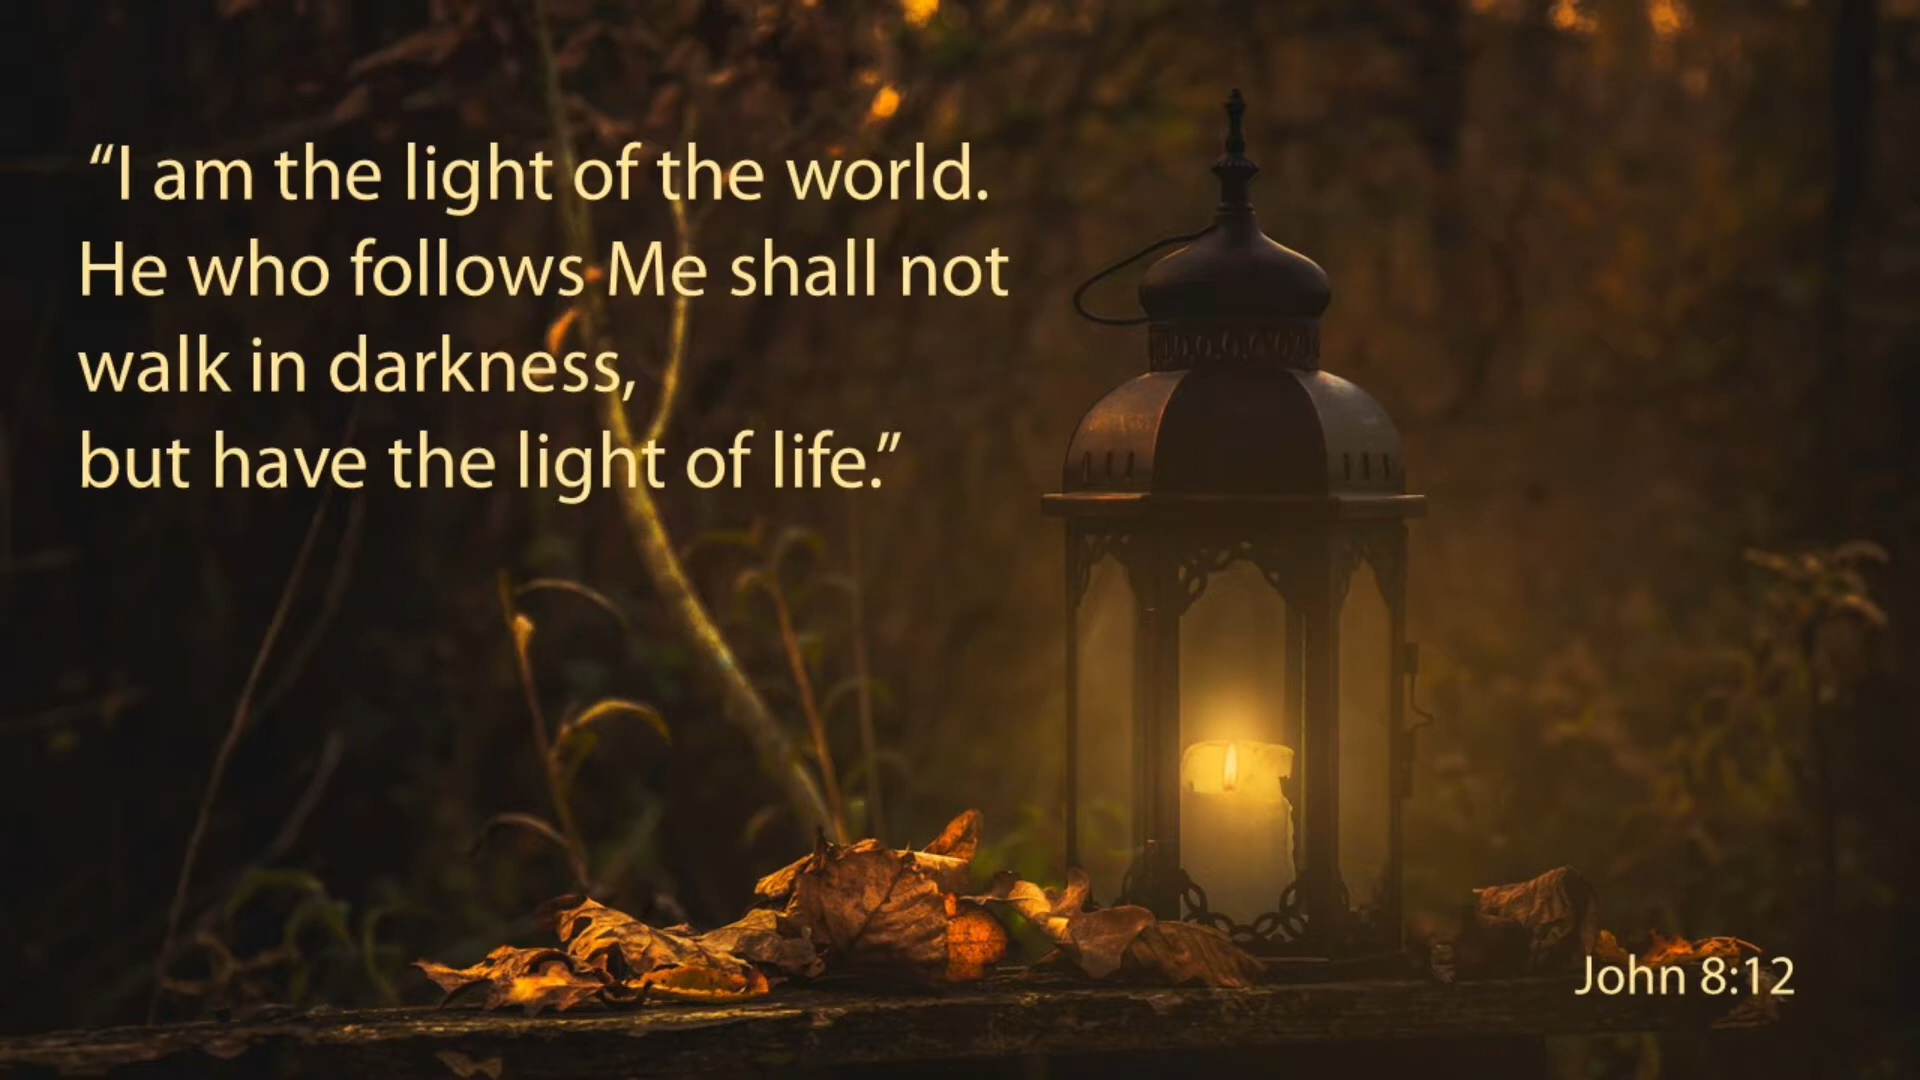 “I am the light of the world.
He who follows Me shall not
walk in darkness,
but have the light of life.”
John 8:12